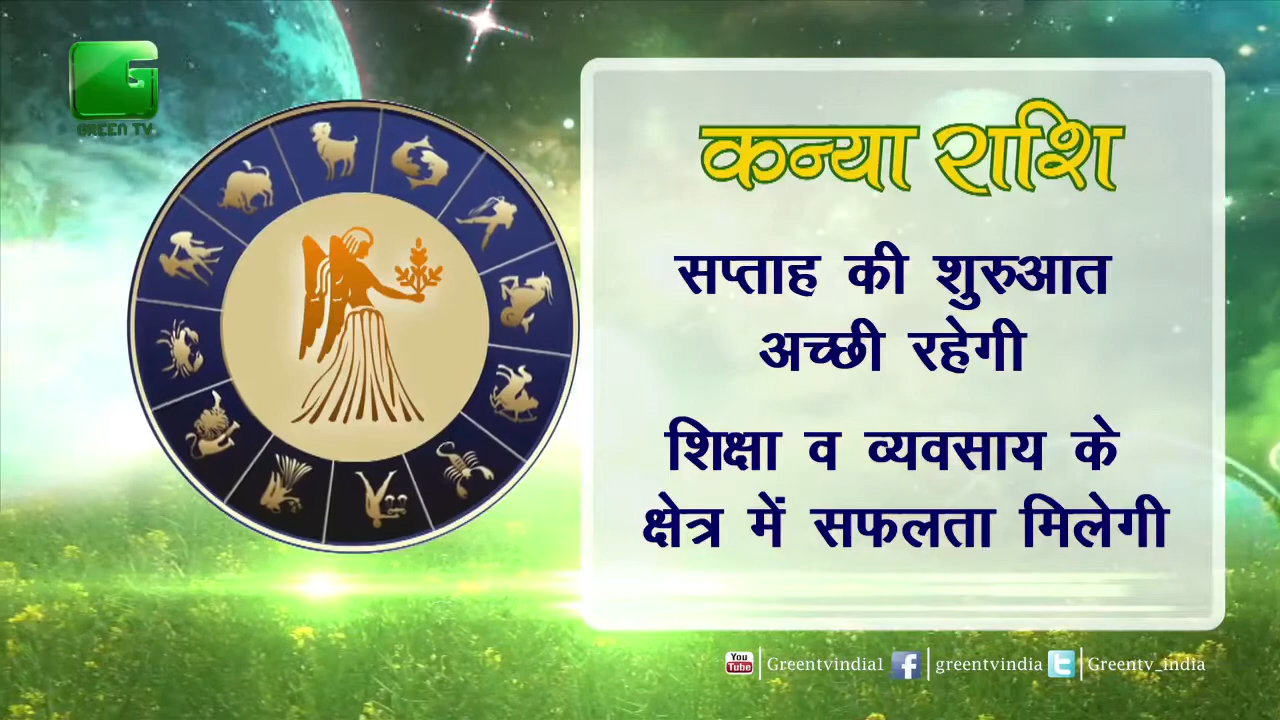 GREEN TV
कन्या राशि
सप्ताह की शुरुआत
अच्छी रहेगी
शिक्षा व व्यवसाय के
क्षेत्र में सफलता मिलेगी
You Tube Greentvindia1 f greentvindia t Greentv_india